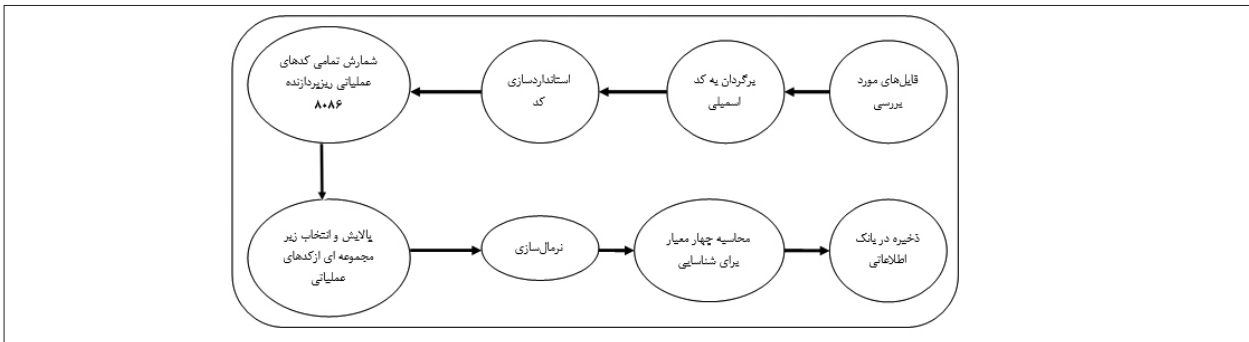 فایل‌های مورد
بررسی
برگردان به کد
اسمبلی
استانداردسازی
کد
شمارش تمامی کدهای
عملیاتی ریزپردازنده
۸۰۸۶
پالایش و انتخاب زیر
مجموعه ای ازکدهای
عملیاتی
نرمال‌سازی
محاسبه چهار معیار
برای شناسایی
ذخیره در بانک
اطلاعاتی